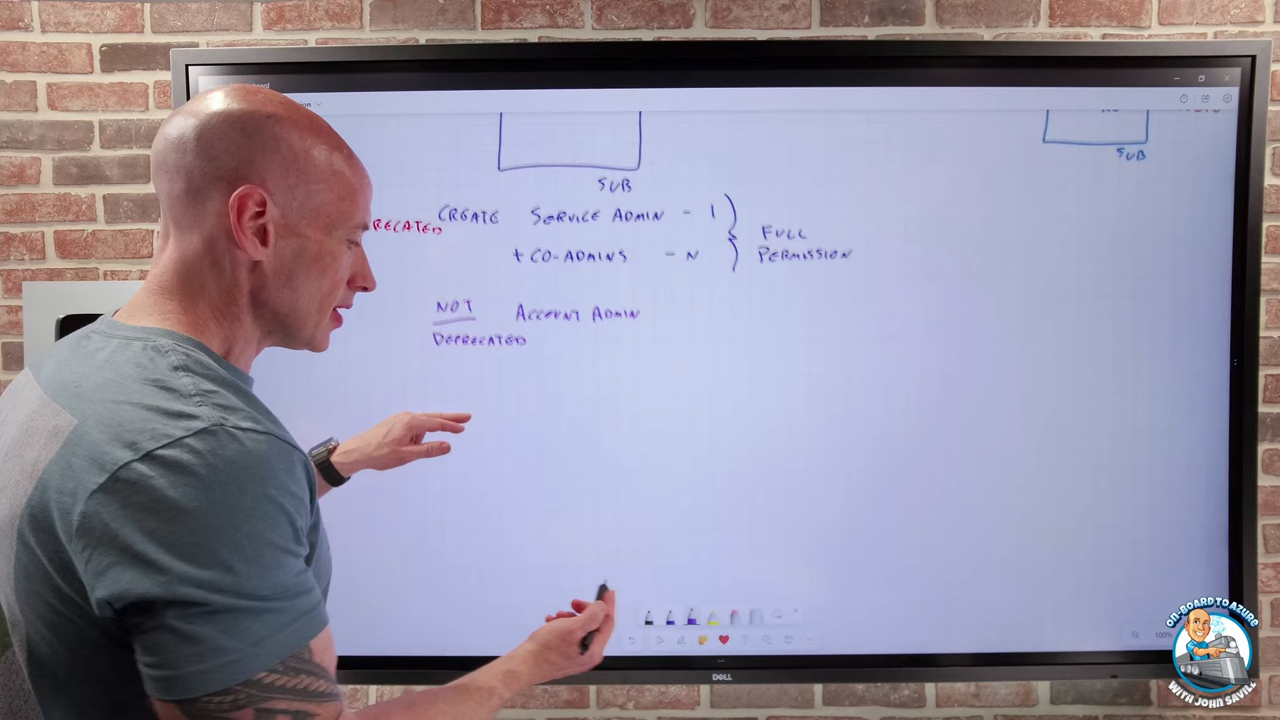 SUB
SUB
RECATED CREATE SERVICE ADMIN - 1
+ CO-ADMINS - N
FULL
PERMISSION
NOT ACCOUNT ADMIN
DEPRECATED
100%
DELL
ON-BOARD TO AZURE
WITH JOHN SAVILL